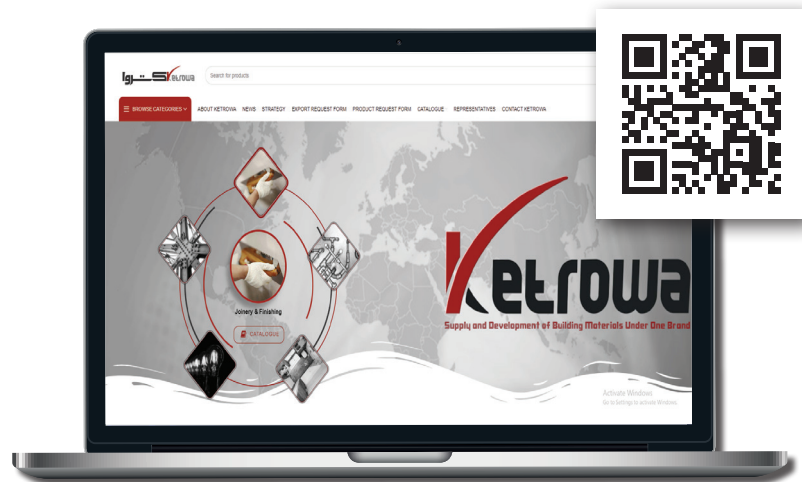 کتروا Ketrowa
Search for products
BROWSE CATEGORIES
ABOUT KETROWA NEWS STRATEGY EXPORT REQUEST FORM PRODUCT REQUEST FORM CATALOGUE REPRESENTATIVES CONTACT KETROWA
Joinery & Finishing
CATALOGUE
Ketrowa
Supply and Development of Building Materials Under One Brand
Activate Windows
Go to Settings to activate Windows.